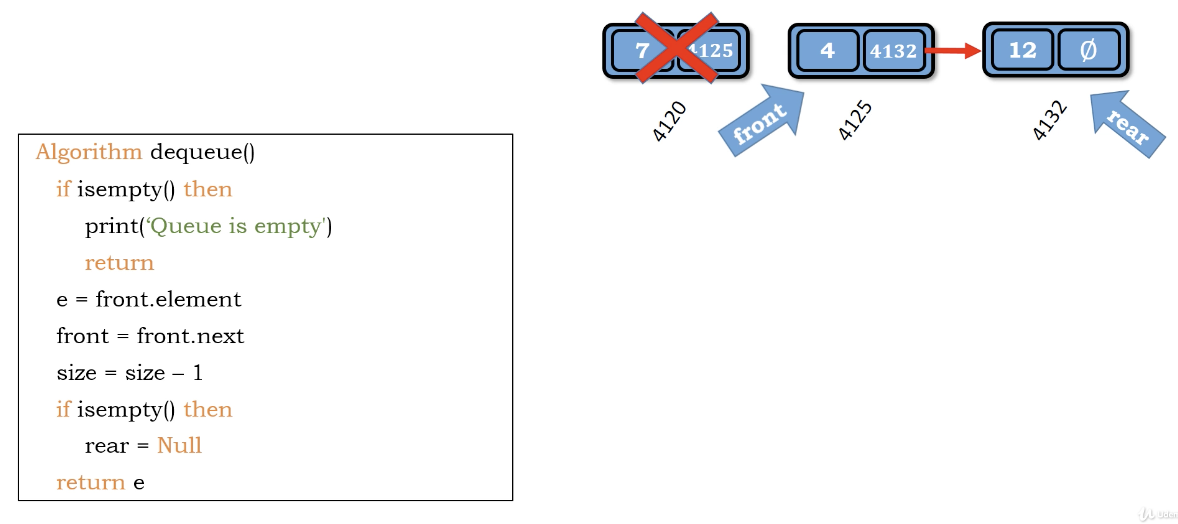 7 4125 4 4132 12 Ø
4120 front 4125 4132 rear
Algorithm dequeue()
if isempty() then
print(‘Queue is empty')
return
e = front.element
front = front.next
size = size – 1
if isempty() then
rear = Null
return e